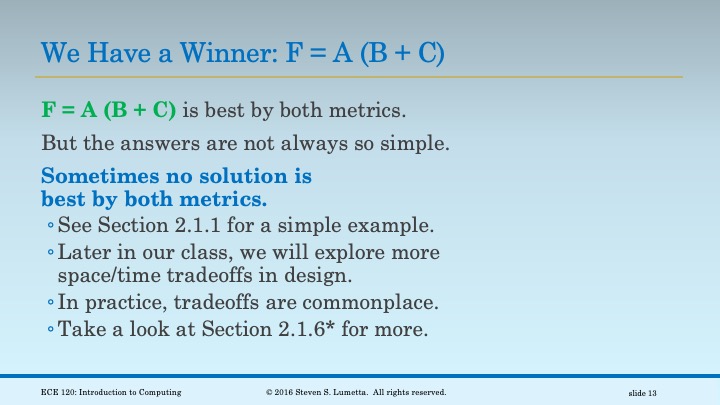 We Have a Winner: F = A (B + C)
F = A (B + C) is best by both metrics.
But the answers are not always so simple.
Sometimes no solution is
best by both metrics.
◦See Section 2.1.1 for a simple example.
◦Later in our class, we will explore more
space/time tradeoffs in design.
◦In practice, tradeoffs are commonplace.
◦Take a look at Section 2.1.6* for more.
ECE 120: Introduction to Computing © 2016 Steven S. Lumetta. All rights reserved. slide 13